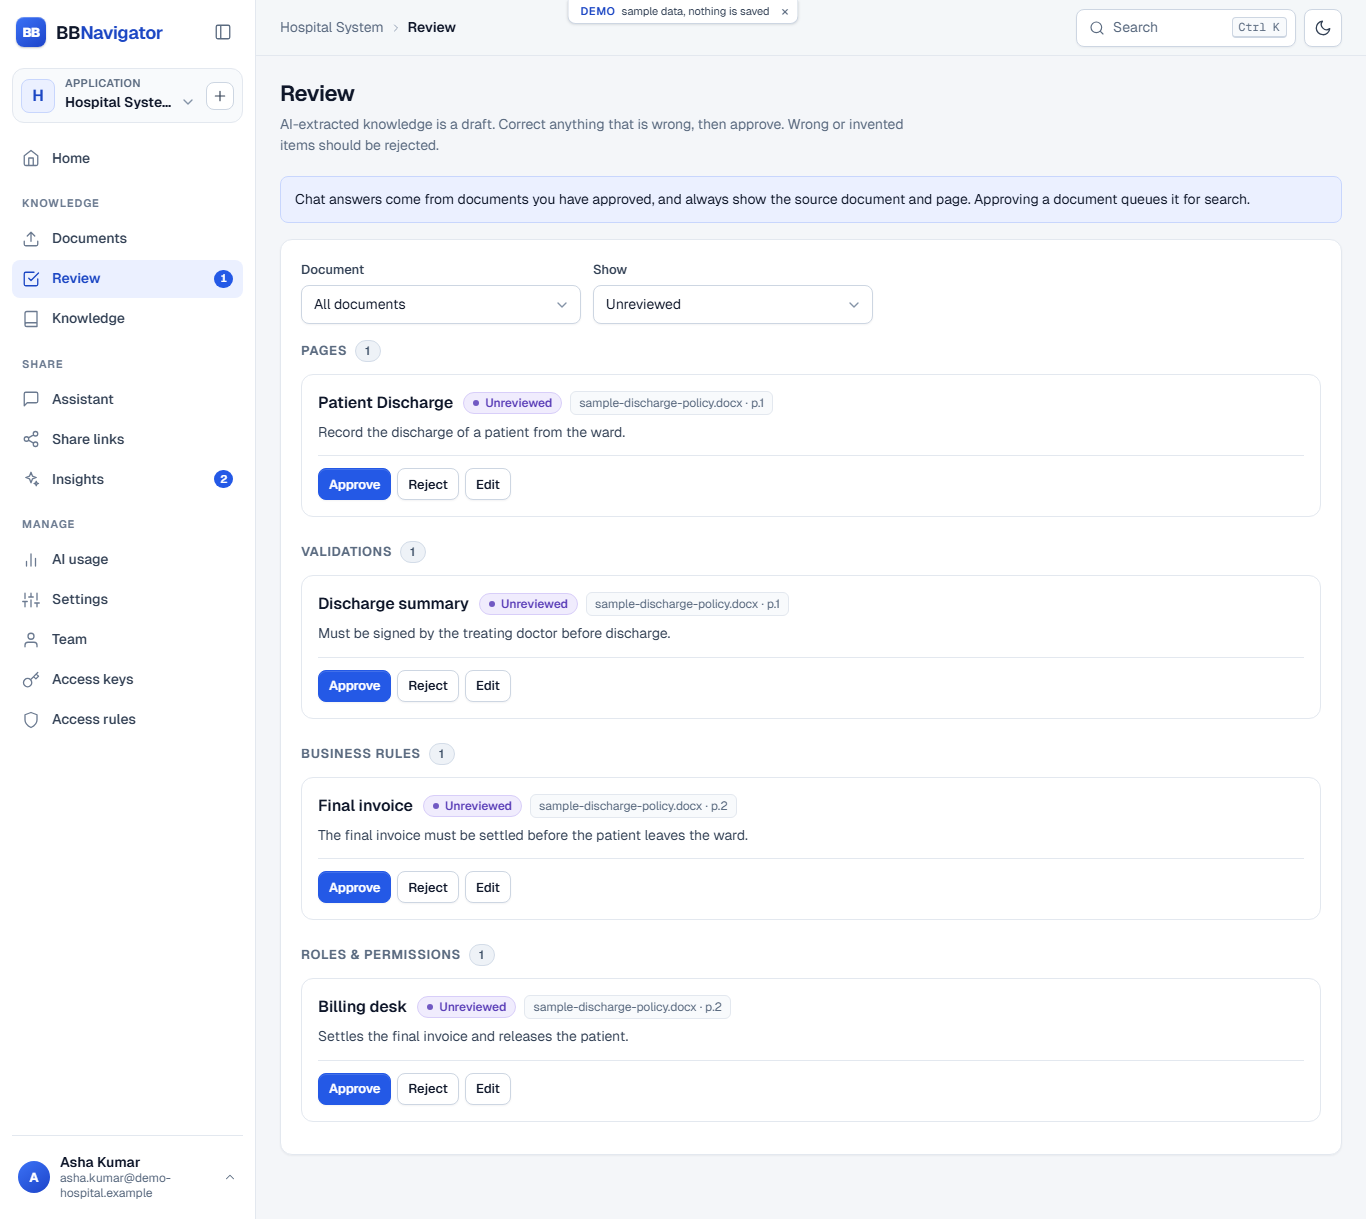 BB BBNavigator
H
APPLICATION
Hospital Syste...
Home
KNOWLEDGE
Documents
Review 1
Knowledge
SHARE
Assistant
Share links
Insights 2
MANAGE
AI usage
Settings
Team
Access keys
Access rules
A
Asha Kumar
asha.kumar@demo-
hospital.example
Hospital System › Review
DEMO sample data, nothing is saved ×
Search Ctrl K
Review
AI-extracted knowledge is a draft. Correct anything that is wrong, then approve. Wrong or invented
items should be rejected.
Chat answers come from documents you have approved, and always show the source document and page. Approving a document queues it for search.
Document Show
All documents Unreviewed
PAGES 1
Patient Discharge Unreviewed sample-discharge-policy.docx · p.1
Record the discharge of a patient from the ward.
Approve Reject Edit
VALIDATIONS 1
Discharge summary Unreviewed sample-discharge-policy.docx · p.1
Must be signed by the treating doctor before discharge.
Approve Reject Edit
BUSINESS RULES 1
Final invoice Unreviewed sample-discharge-policy.docx · p.2
The final invoice must be settled before the patient leaves the ward.
Approve Reject Edit
ROLES & PERMISSIONS 1
Billing desk Unreviewed sample-discharge-policy.docx · p.2
Settles the final invoice and releases the patient.
Approve Reject Edit